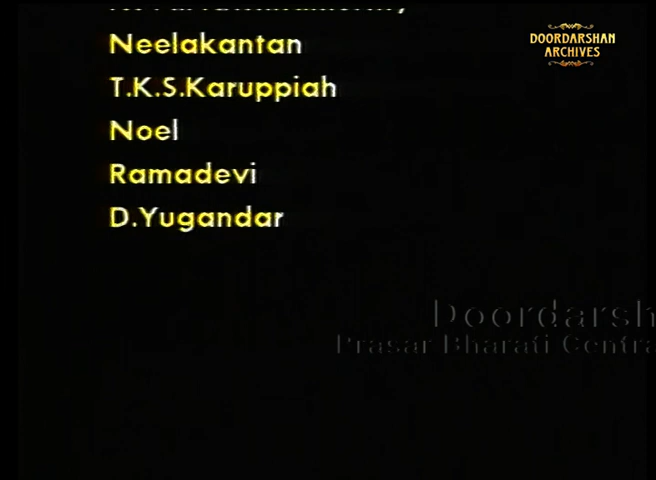 Neelakantan
T.K.S.Karuppiah
Noel
Ramadevi
D.Yugandar
DOORDARSHAN
ARCHIVES
Doordarsh
Prasar Bharati Centra